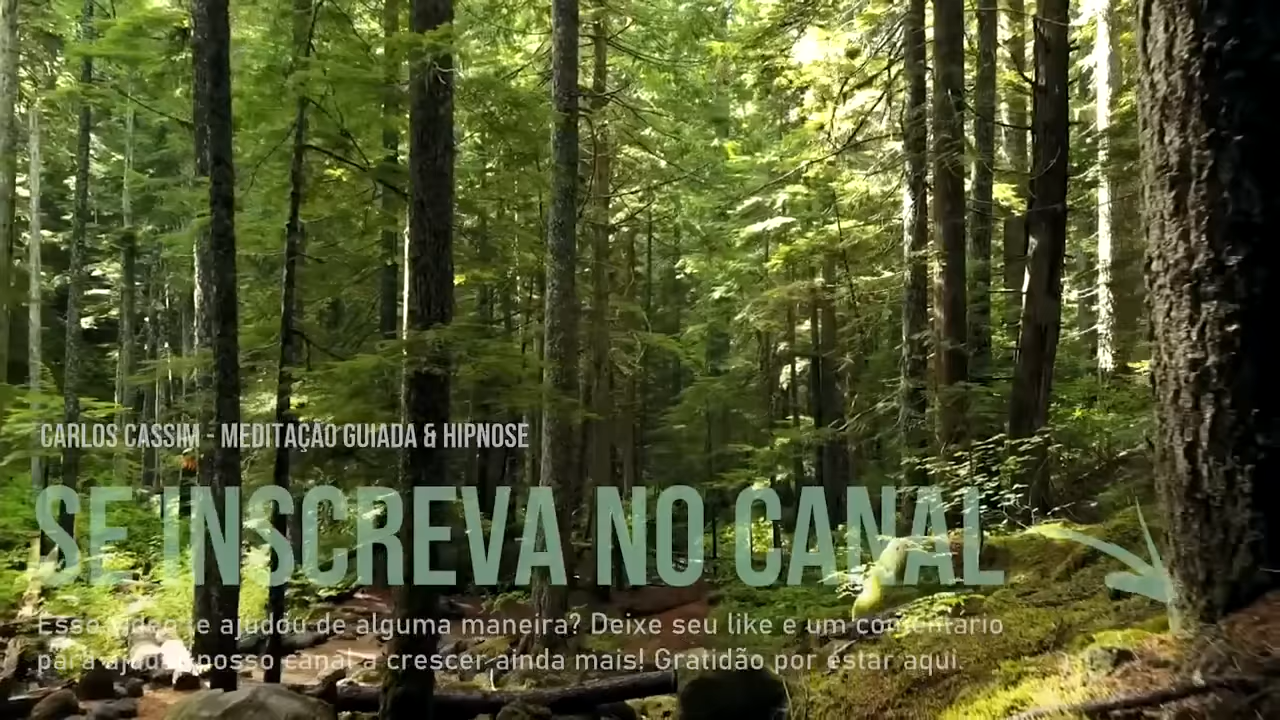 CARLOS CASSIM - MEDITAÇÃO GUIADA & HIPNOSE
SE INSCREVA NO CANAL
Esse vídeo te ajudou de alguma maneira? Deixe seu like e um comentário
para ajudar nosso canal a crescer ainda mais! Gratidão por estar aqui.